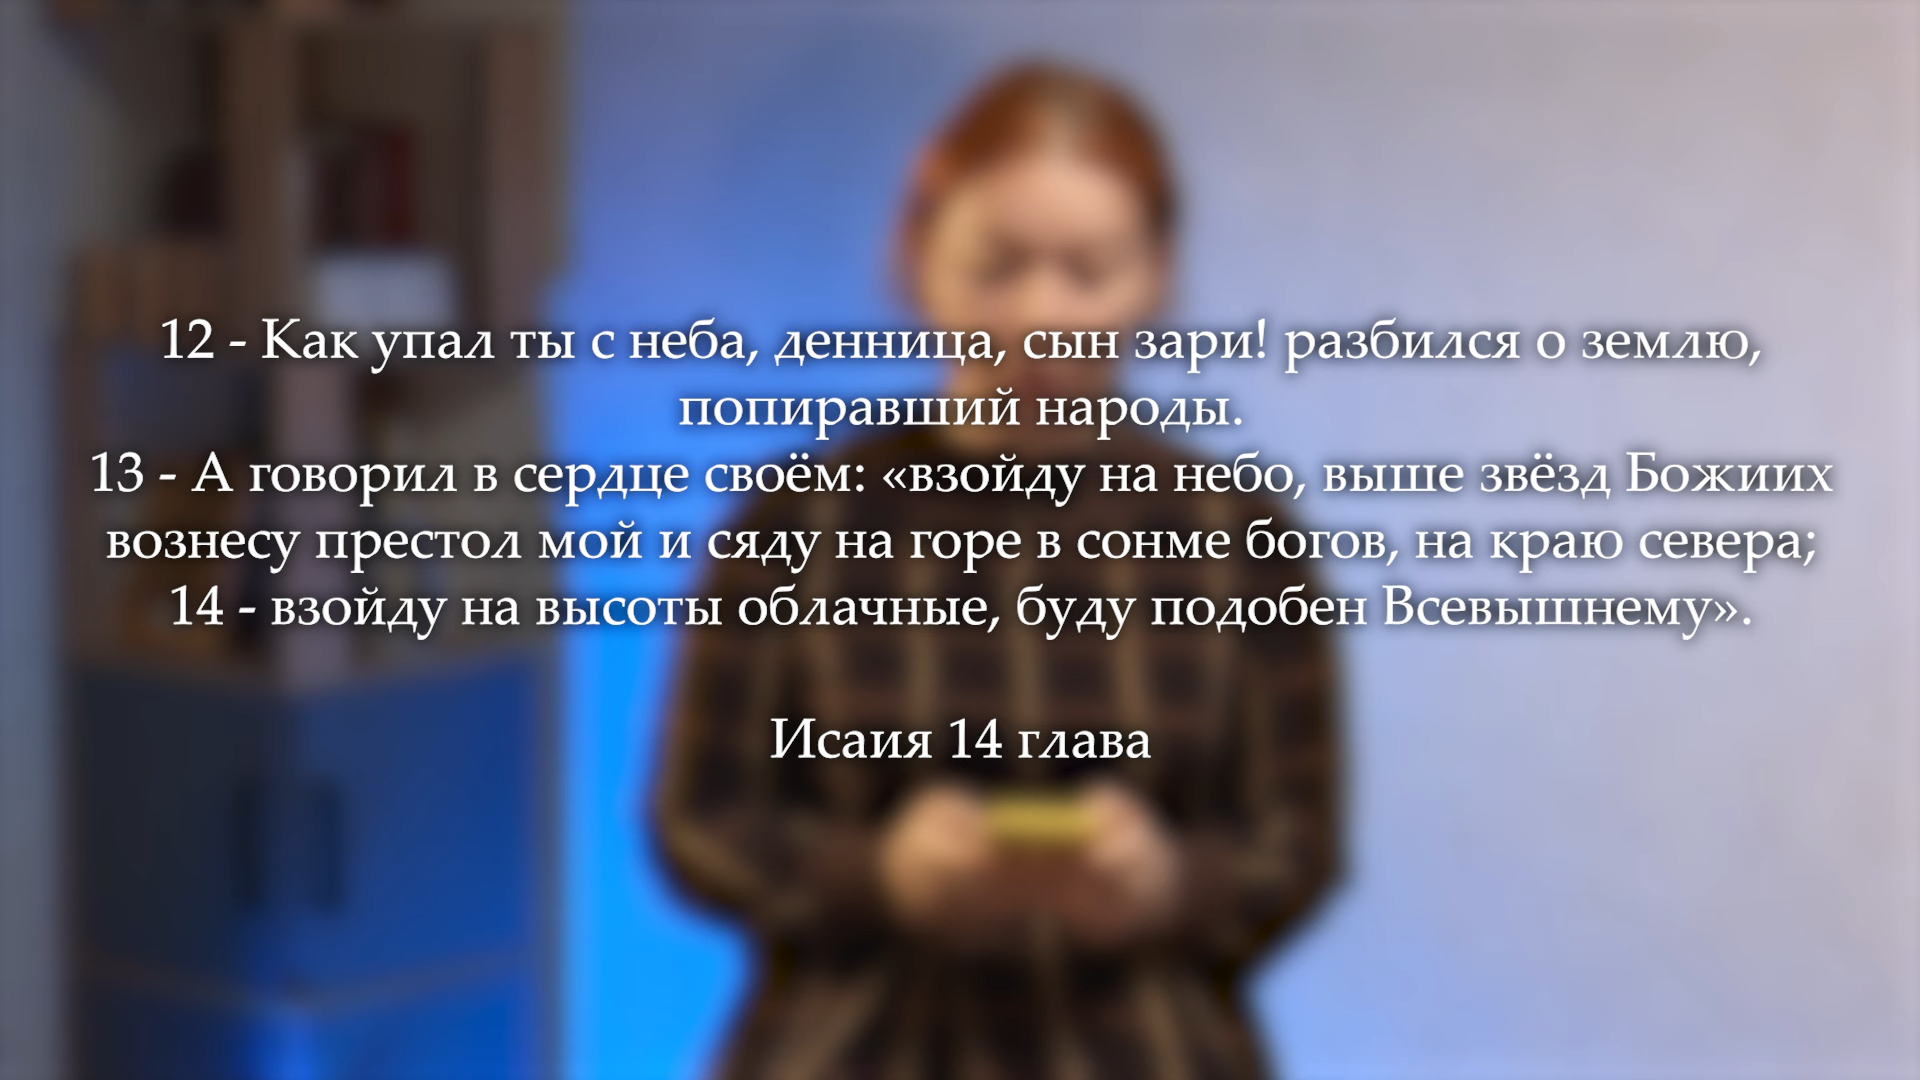 12 - Как упал ты с неба, денница, сын зари! разбился о землю,
попиравший народы.
13 - А говорил в сердце своём: «взойду на небо, выше звёзд Божиих
вознесу престол мой и сяду на горе в сонме богов, на краю севера;
14 - взойду на высоты облачные, буду подобен Всевышнему».
Исаия 14 глава